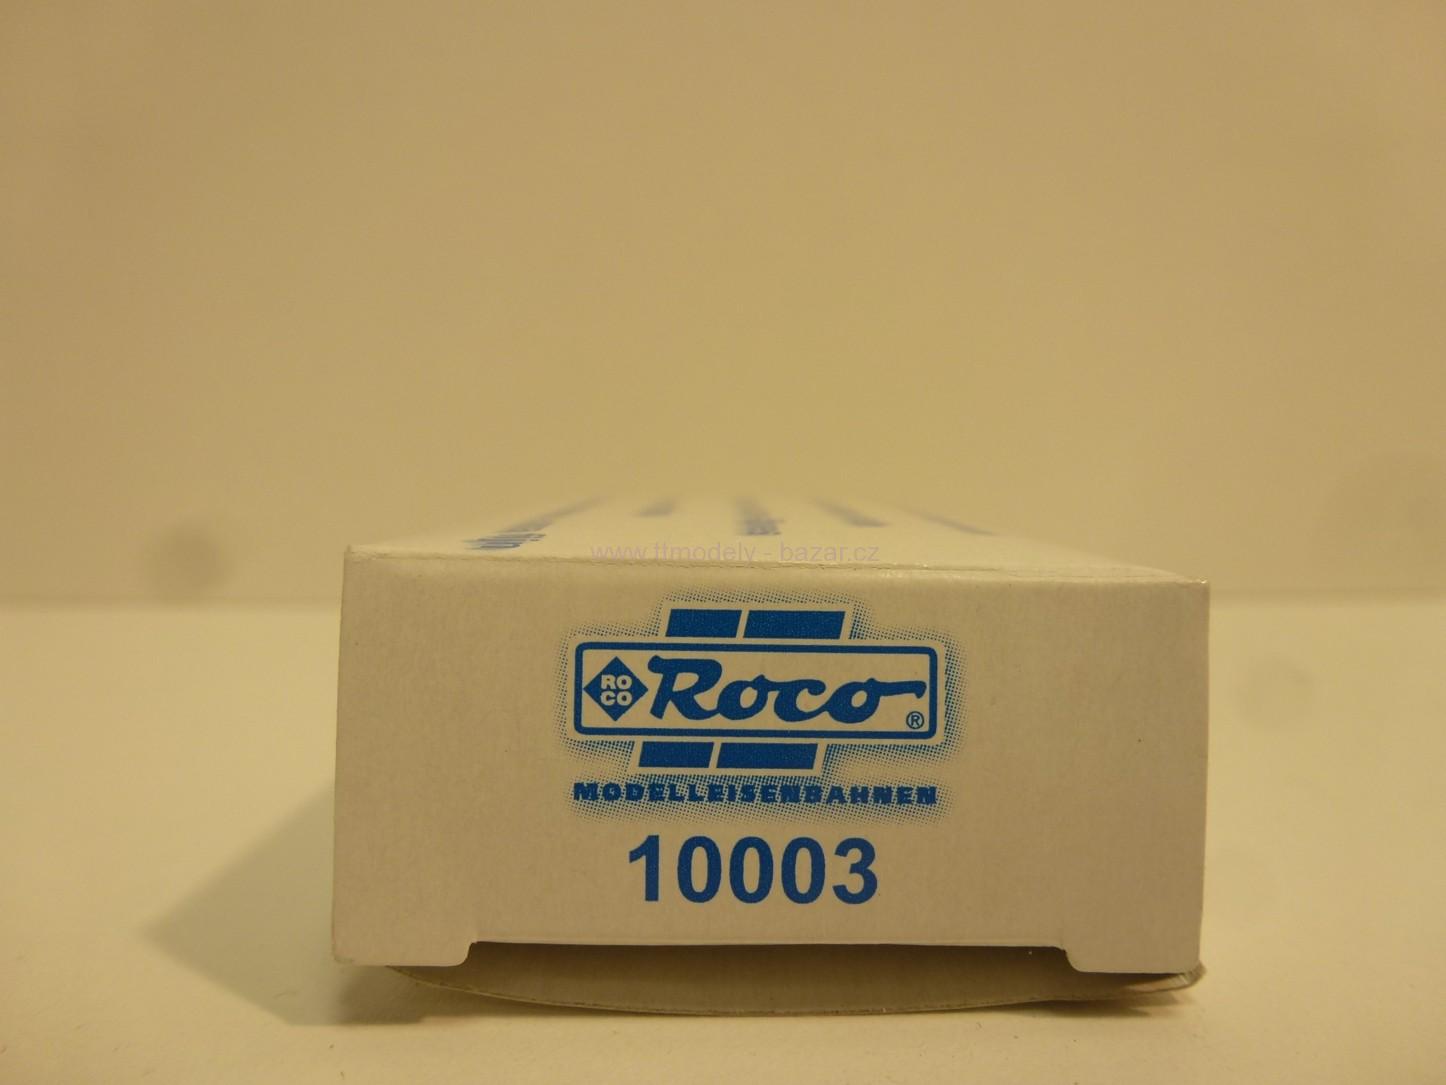 www.ttmodely - bazar.cz
RO
CO
Roco
®
MODELLEISENBAHNEN
10003